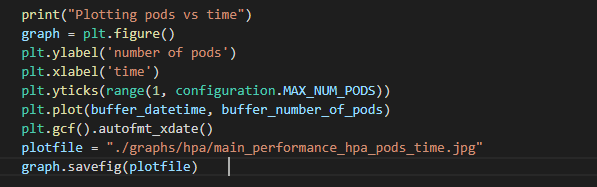 print("Plotting pods vs time")
graph = plt.figure()
plt.ylabel('number of pods')
plt.xlabel('time')
plt.yticks(range(1, configuration.MAX_NUM_PODS))
plt.plot(buffer_datetime, buffer_number_of_pods)
plt.gcf().autofmt_xdate()
plotfile = "./graphs/hpa/main_performance_hpa_pods_time.jpg"
graph.savefig(plotfile)